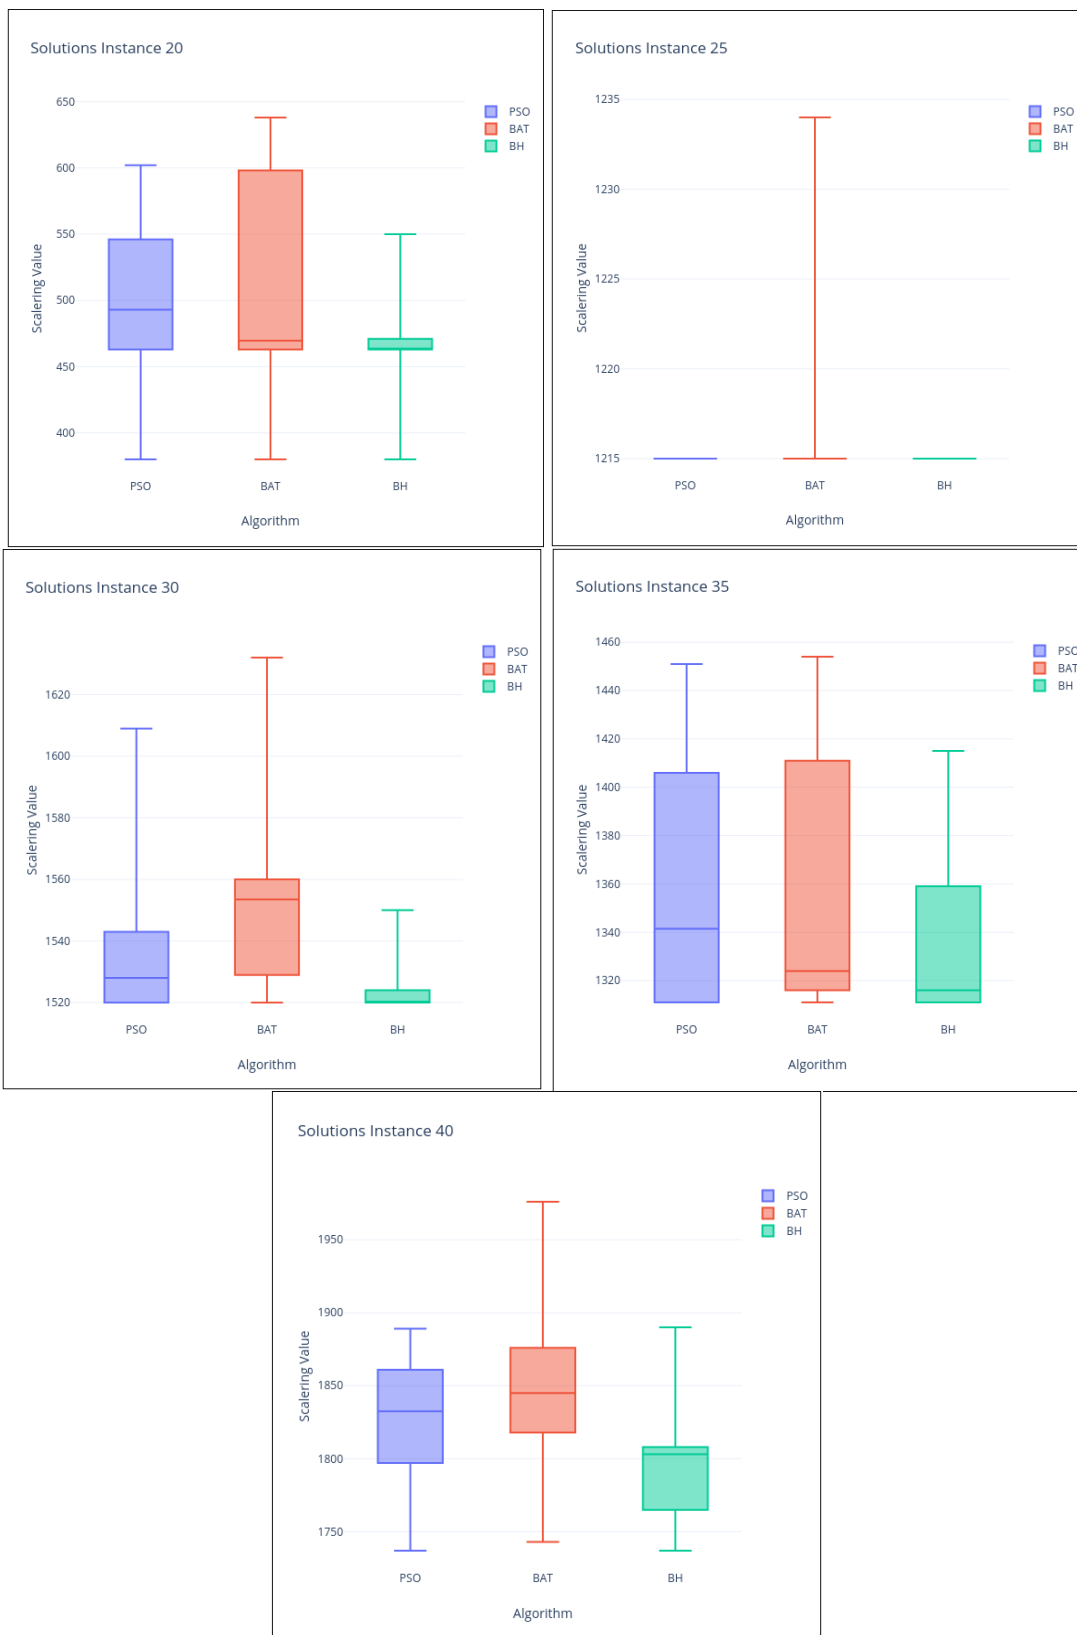 Solutions Instance 20
650
600
550
500
450
400
Scalering Value
PSO
BAT
BH
Algorithm
PSO
BAT
BH
Solutions Instance 25
1235
1230
1225
1220
1215
Scalering Value
PSO
BAT
BH
Algorithm
PSO
BAT
BH
Solutions Instance 30
1620
1600
1580
1560
1540
1520
Scalering Value
PSO
BAT
BH
Algorithm
PSO
BAT
BH
Solutions Instance 35
1460
1440
1420
1400
1380
1360
1340
1320
Scalering Value
PSO
BAT
BH
Algorithm
PSO
BAT
BH
Solutions Instance 40
1950
1900
1850
1800
1750
Scalering Value
PSO
BAT
BH
Algorithm
PSO
BAT
BH